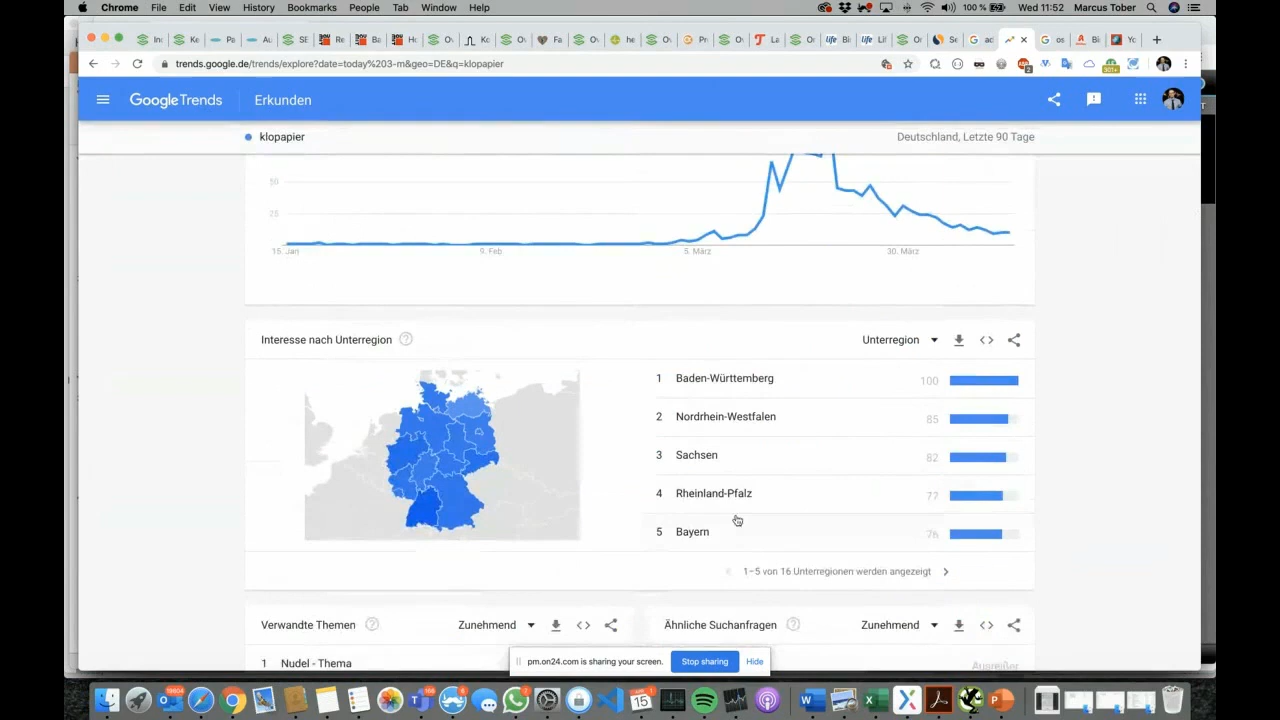 Chrome File Edit View History Bookmarks People Tab Window Help 100 % Wed 11:52 Marcus Tober
trends.google.de/trends/explore?date=today%203-m&geo=DE&q=klopapier
Google Trends Erkunden
klopapier Deutschland, Letzte 90 Tage
50
25
15. Jan 9. Feb 5. März 30. März
Interesse nach Unterregion Unterregion
1 Baden-Württemberg 100
2 Nordrhein-Westfalen 85
3 Sachsen 82
4 Rheinland-Pfalz 77
5 Bayern 76
1–5 von 16 Unterregionen werden angezeigt
Verwandte Themen Zunehmend
Ähnliche Suchanfragen Zunehmend
1 Nudel - Thema
Ausreißer
pm.on24.com is sharing your screen. Stop sharing Hide